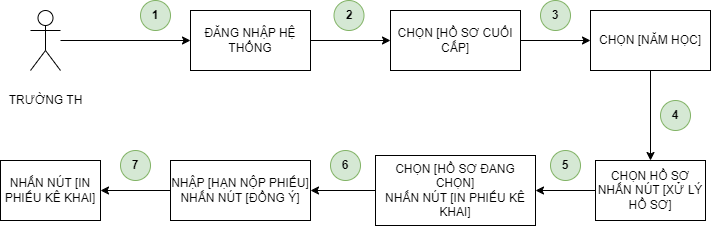 1
2
3
ĐĂNG NHẬP HỆ
THỐNG
CHỌN [HỒ SƠ CUỐI
CẤP]
CHỌN [NĂM HỌC]
TRƯỜNG TH
4
CHỌN HỒ SƠ
NHẤN NÚT [XỬ LÝ
HỒ SƠ]
5
CHỌN [HỒ SƠ ĐANG
CHỌN]
NHẤN NÚT [IN PHIẾU KÊ
KHAI]
6
NHẬP [HẠN NỘP PHIẾU]
NHẤN NÚT [ĐỒNG Ý]
7
NHẤN NÚT [IN
PHIẾU KÊ KHAI]